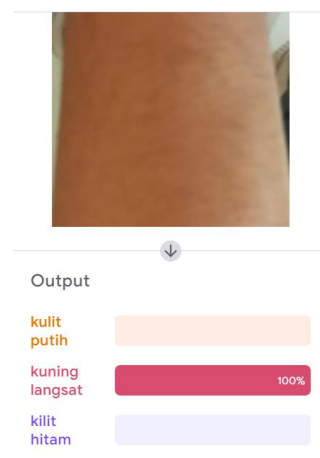 Output
kulit
putih
kuning
langsat
100%
kilit
hitam